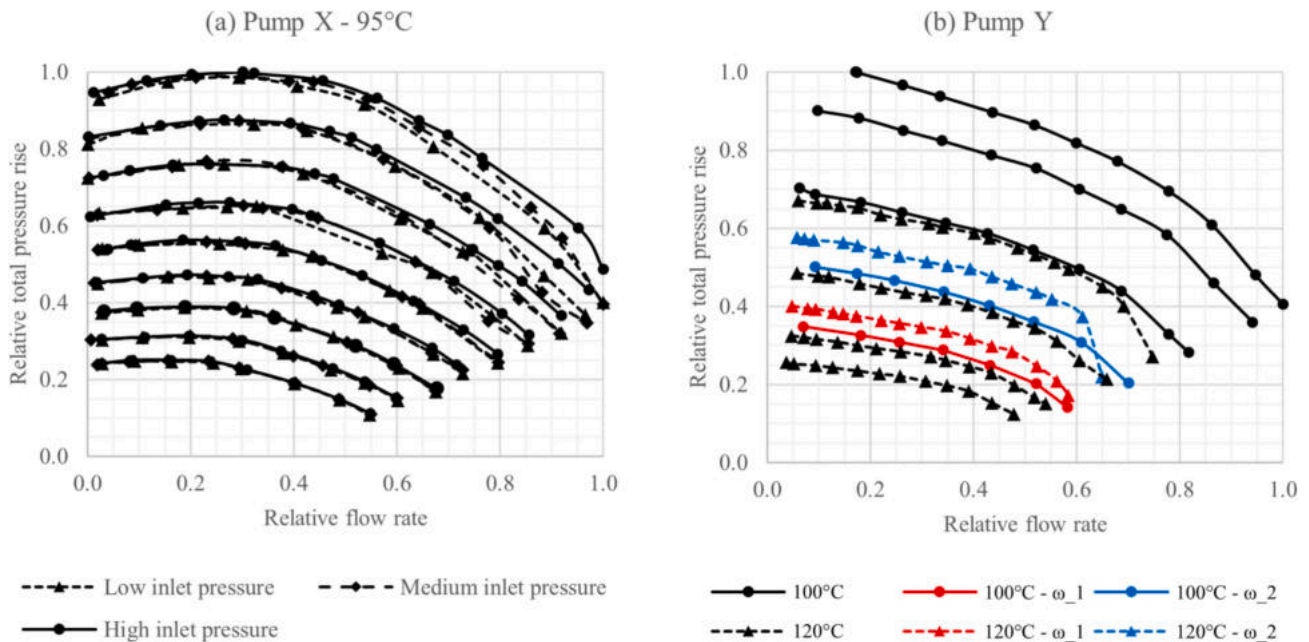 (a) Pump X - 95°C
Relative total pressure rise
1.0
0.8
0.6
0.4
0.2
0.0
0.0 0.2 0.4 0.6 0.8 1.0
Relative flow rate
Low inlet pressure Medium inlet pressure
High inlet pressure
(b) Pump Y
Relative total pressure rise
1.0
0.8
0.6
0.4
0.2
0.0
0.0 0.2 0.4 0.6 0.8 1.0
Relative flow rate
100°C 100°C - ω_1 100°C - ω_2
120°C 120°C - ω_1 120°C - ω_2